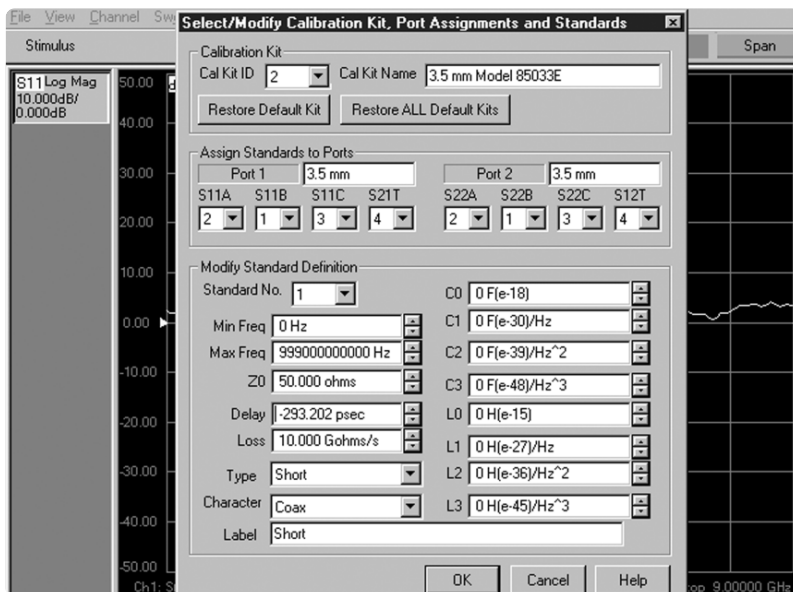 File View Channel Sw
Select/Modify Calibration Kit, Port Assignments and Standards
Stimulus
Span
S11 Log Mag
10.000dB/
0.000dB
50.00
40.00
30.00
20.00
10.00
0.00
-10.00
-20.00
-30.00
-40.00
-50.00
Calibration Kit
Cal Kit ID 2 Cal Kit Name 3.5 mm Model 85033E
Restore Default Kit Restore ALL Default Kits
Assign Standards to Ports
Port 1 3.5 mm Port 2 3.5 mm
S11A S11B S11C S21T S22A S22B S22C S12T
2 1 3 4 2 1 3 4
Modify Standard Definition
Standard No. 1
C0 0 F(e-18)
Min Freq 0 Hz
C1 0 F(e-30)/Hz
Max Freq 999000000000 Hz
C2 0 F(e-39)/Hz^2
Z0 50.000 ohms
C3 0 F(e-48)/Hz^3
Delay -293.202 psec
L0 0 H(e-15)
Loss 10.000 Gohms/s
L1 0 H(e-27)/Hz
Type Short
L2 0 H(e-36)/Hz^2
Character Coax
L3 0 H(e-45)/Hz^3
Label Short
OK Cancel Help
Ch1: S
op 9.00000 GHz